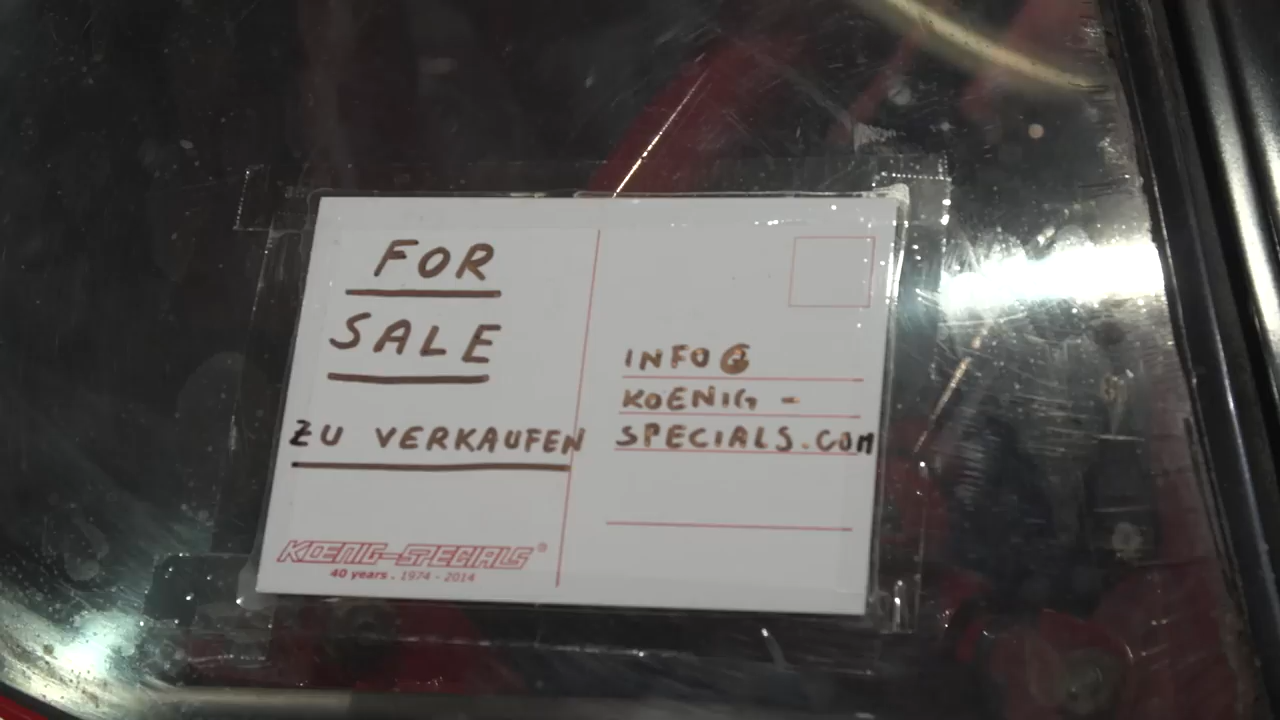 FOR
SALE
ZU VERKAUFEN
KOENIG-SPECIALS®
40 years . 1974 - 2014
INFO@
KOENIG -
SPECIALS.COM